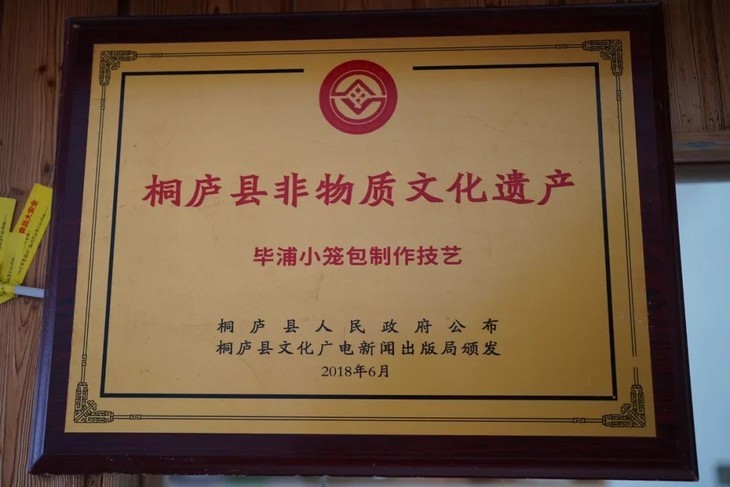 桐庐县非物质文化遗产
毕浦小笼包制作技艺
桐庐县人民政府公布
桐庐县文化广电新闻出版局颁发
2018年6月